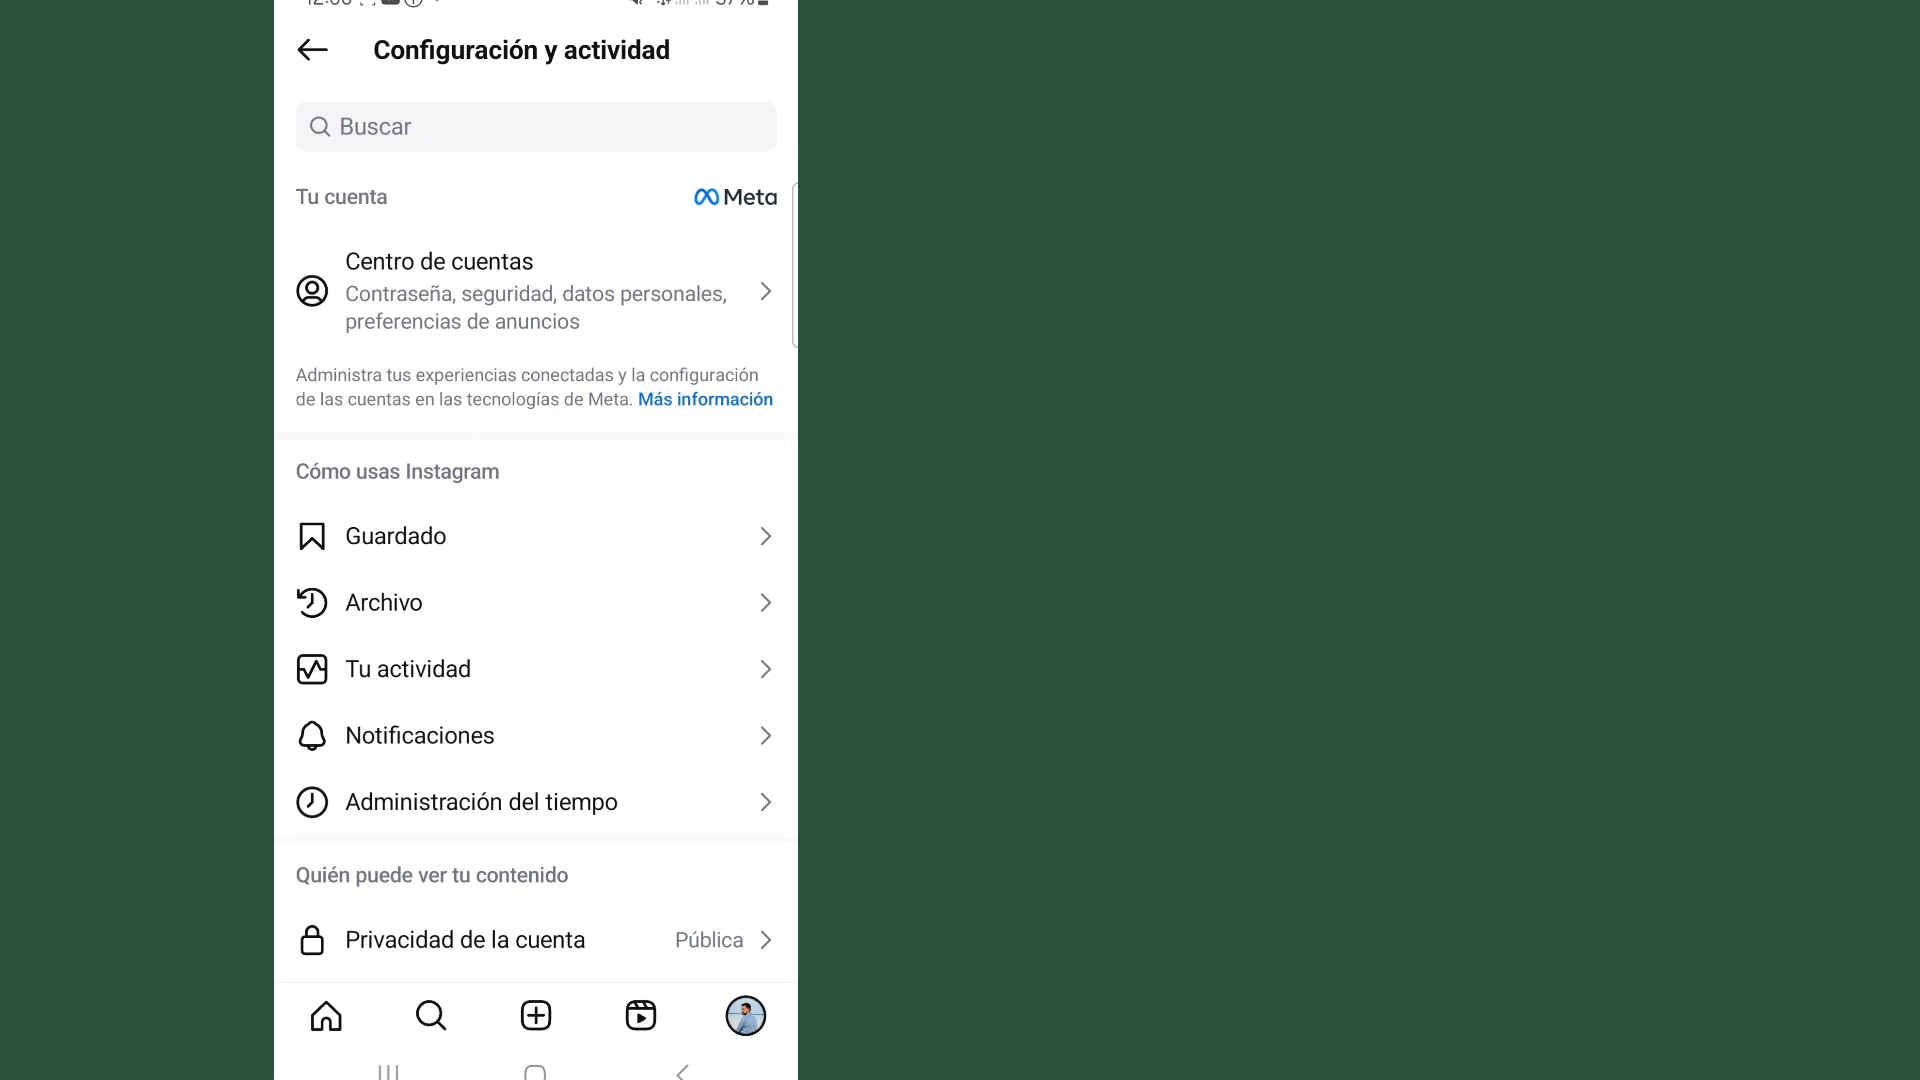 Configuración y actividad
Buscar
Tu cuenta
Meta
Centro de cuentas
Contraseña, seguridad, datos personales,
preferencias de anuncios
Administra tus experiencias conectadas y la configuración
de las cuentas en las tecnologías de Meta. Más información
Cómo usas Instagram
Guardado
Archivo
Tu actividad
Notificaciones
Administración del tiempo
Quién puede ver tu contenido
Privacidad de la cuenta Pública